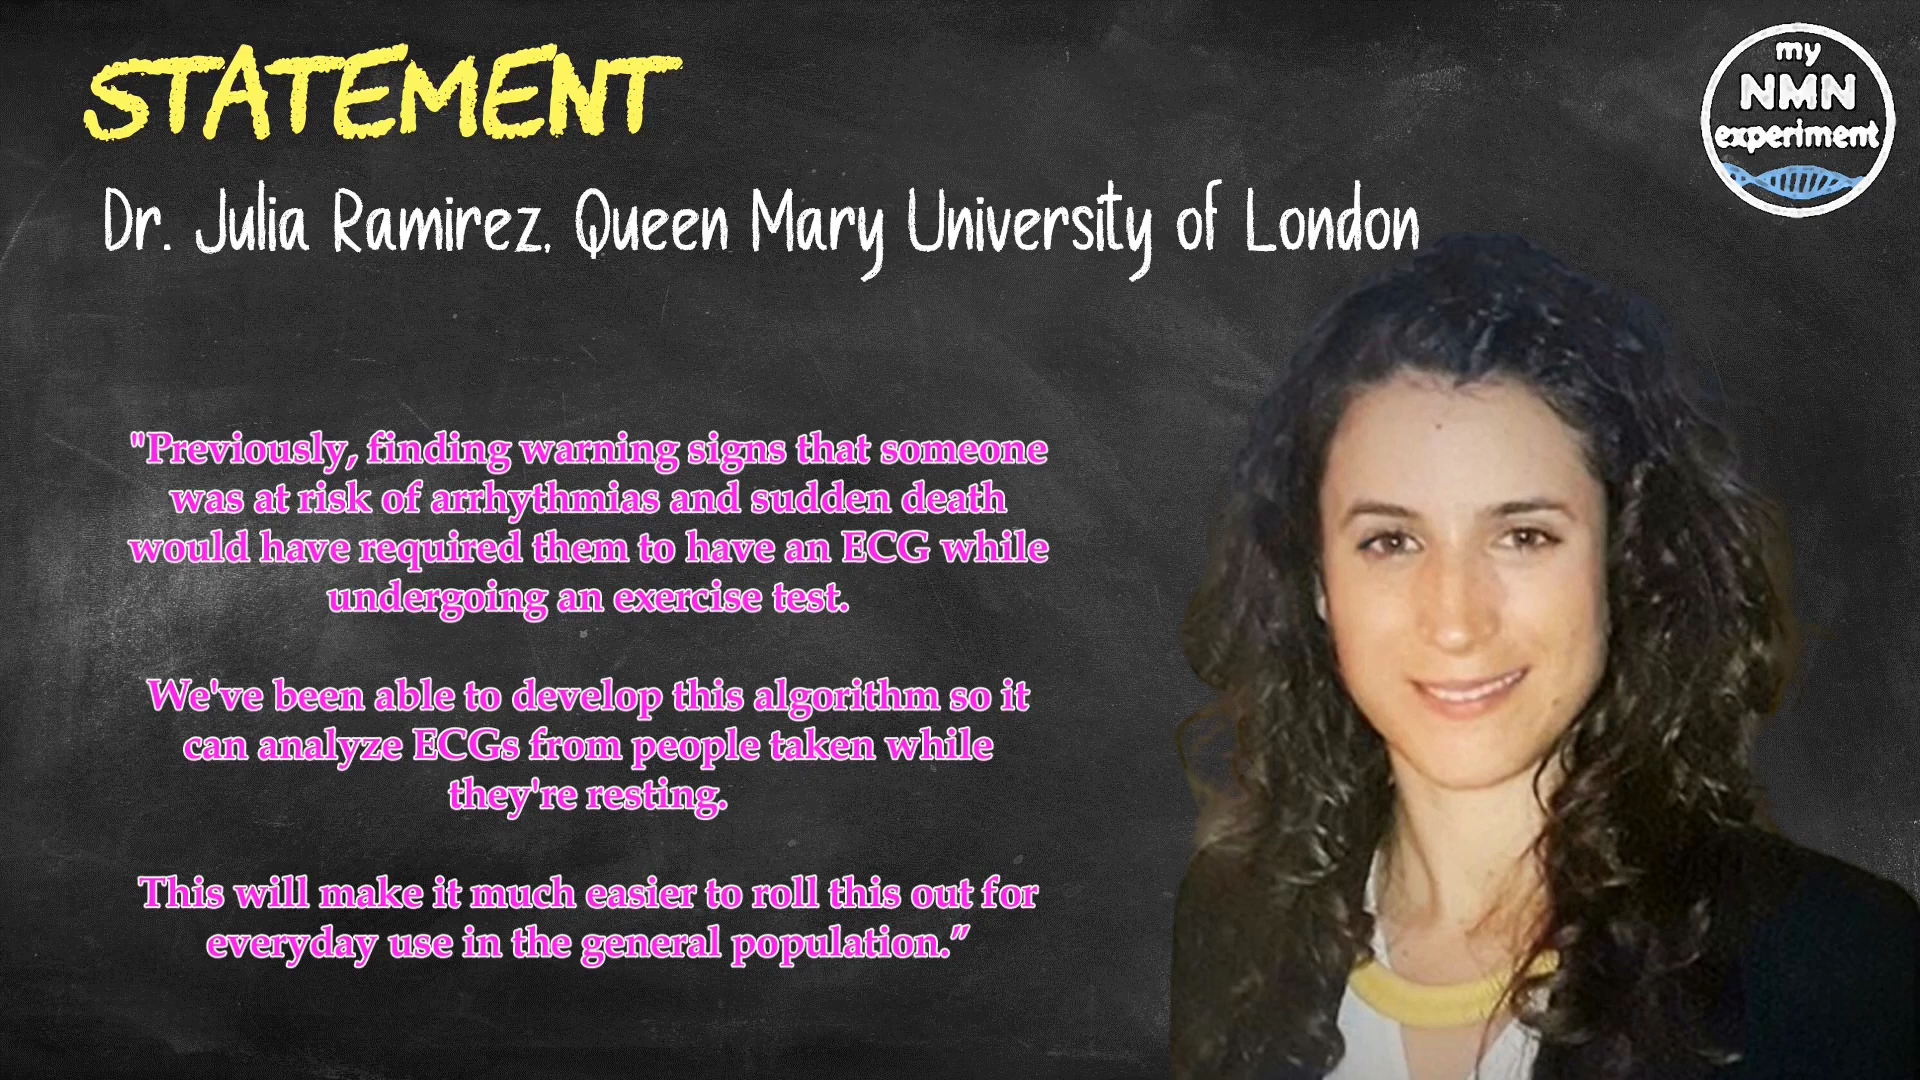 STATEMENT
my
NMN
experiment
Dr. Julia Ramirez, Queen Mary University of London
"Previously, finding warning signs that someone
was at risk of arrhythmias and sudden death
would have required them to have an ECG while
undergoing an exercise test.
We've been able to develop this algorithm so it
can analyze ECGs from people taken while
they're resting.
This will make it much easier to roll this out for
everyday use in the general population.”